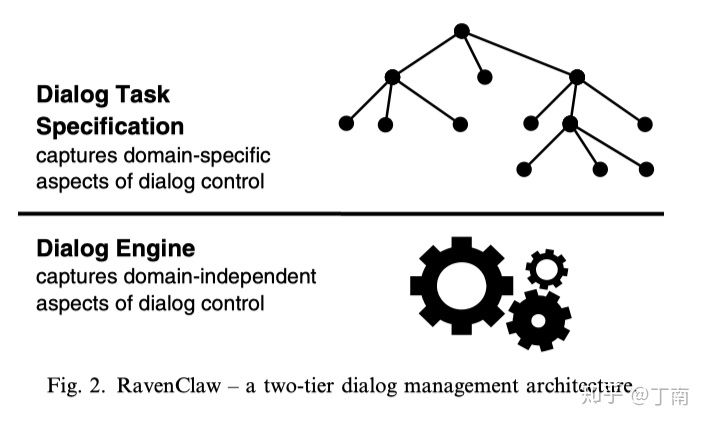 Dialog Task
Specification
captures domain-specific
aspects of dialog control
Dialog Engine
captures domain-independent
aspects of dialog control
Fig. 2. RavenClaw – a two-tier dialog management architecture.
知乎 @丁南